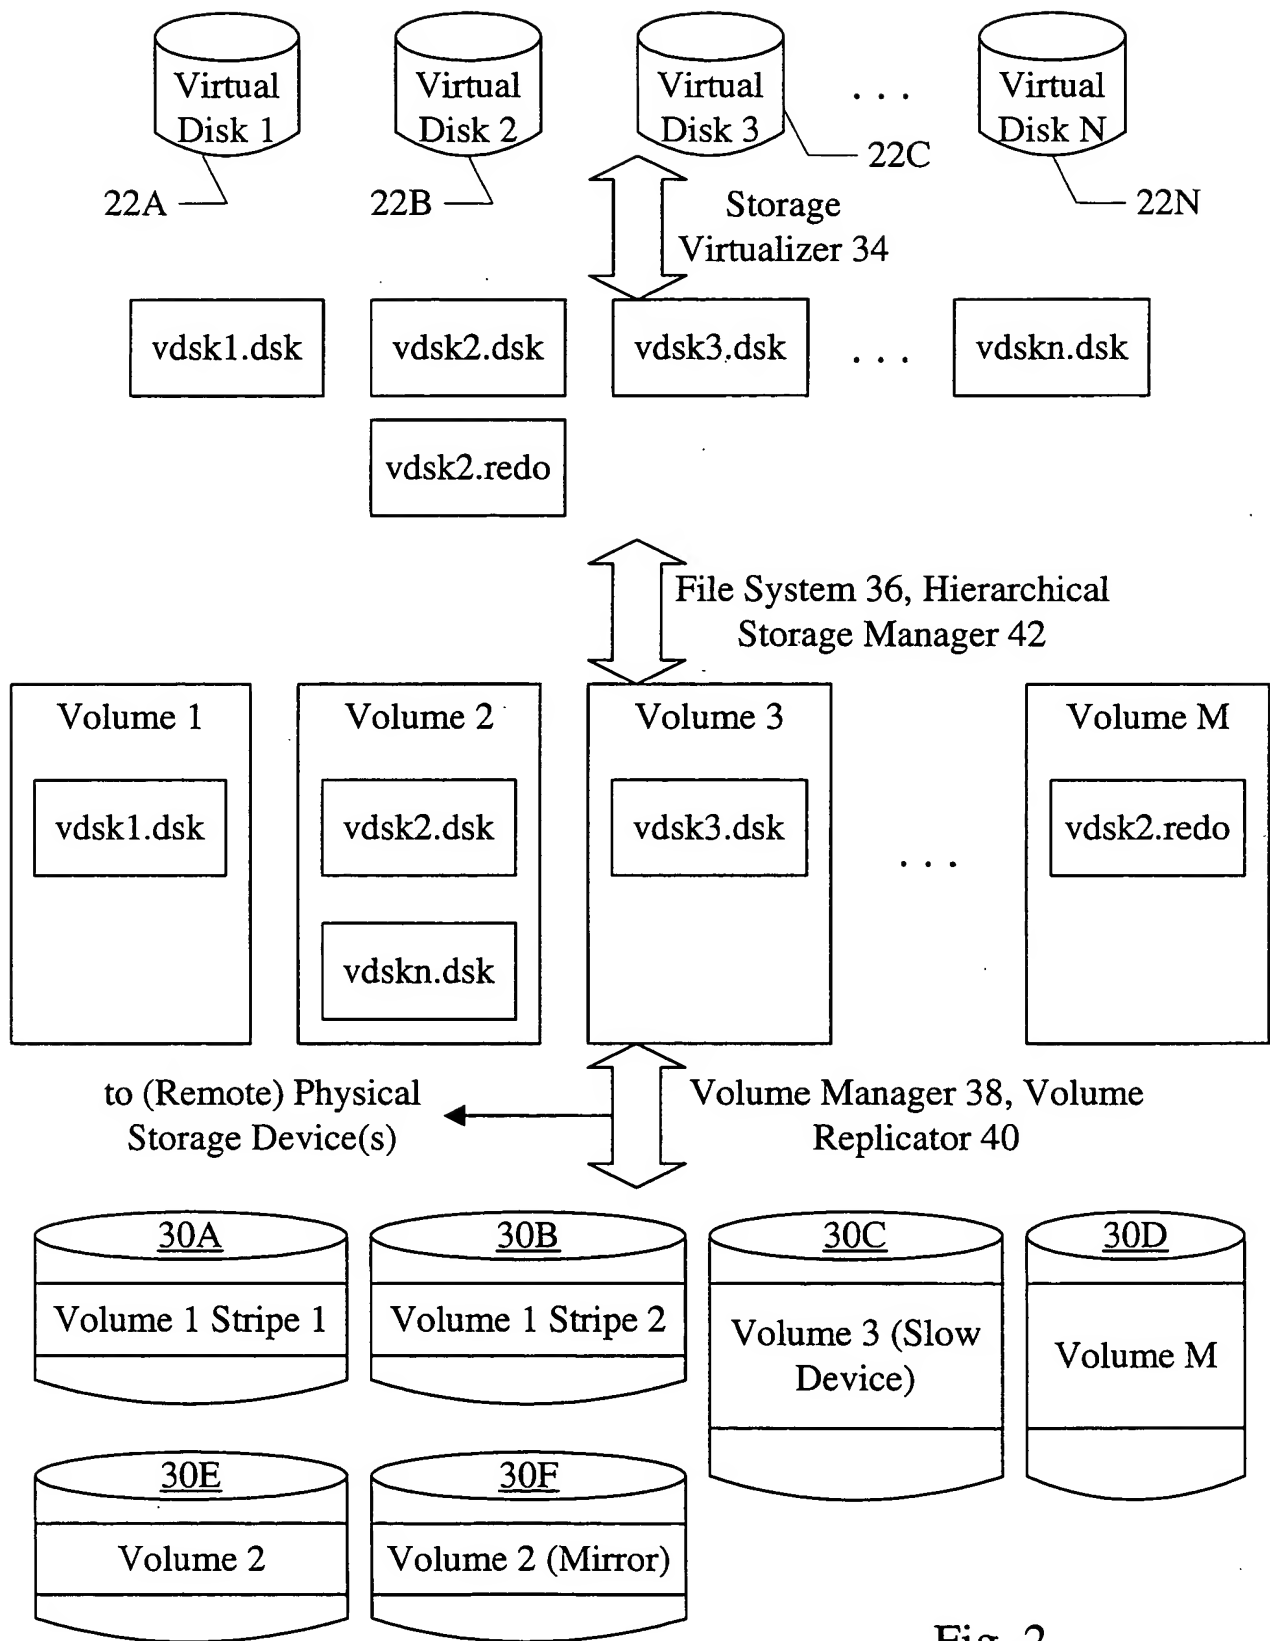 Virtual
Disk 1
Virtual
Disk 2
Virtual
Disk 3
. . .
Virtual
Disk N
22A
22B
22C
22N
Storage
Virtualizer 34
vdsk1.dsk
vdsk2.dsk
vdsk3.dsk
. . .
vdskn.dsk
vdsk2.redo
File System 36, Hierarchical
Storage Manager 42
Volume 1
Volume 2
Volume 3
Volume M
vdsk1.dsk
vdsk2.dsk
vdsk3.dsk
. . .
vdsk2.redo
vdskn.dsk
to (Remote) Physical
Storage Device(s)
Volume Manager 38, Volume
Replicator 40
30A
30B
30C
30D
Volume 1 Stripe 1
Volume 1 Stripe 2
Volume 3 (Slow
Device)
Volume M
30E
30F
Volume 2
Volume 2 (Mirror)
Fig. 2